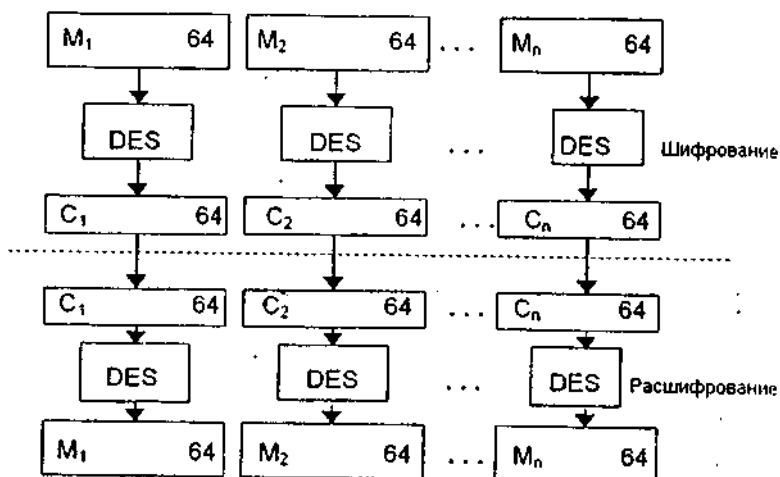 M₁ 64 M₂ 64 ... Mₙ 64
DES DES ... DES Шифрование
C₁ 64 C₂ 64 ... Cₙ 64
C₁ 64 C₂ 64 ... Cₙ 64
DES DES ... DES Расшифрование
M₁ 64 M₂ 64 ... Mₙ 64